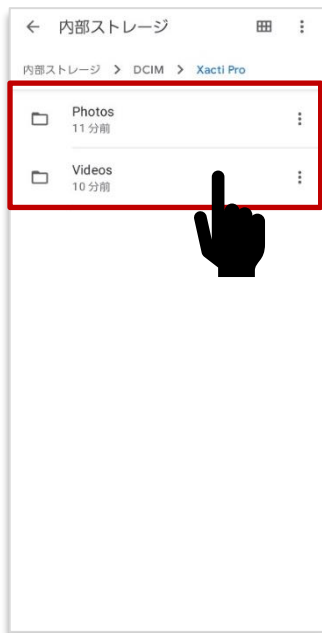 内部ストレージ
内部ストレージ > DCIM > Xacti Pro
Photos
11 分前
Videos
10 分前